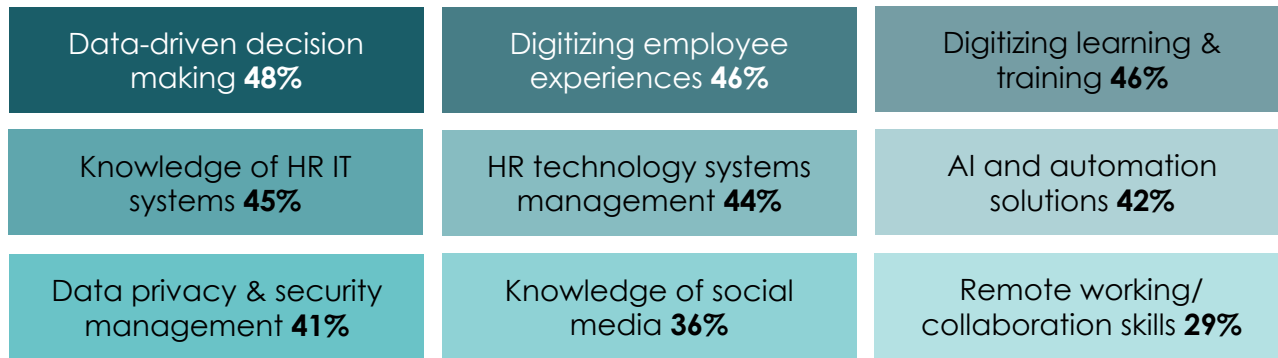 Data-driven decision
making 48%
Digitizing employee
experiences 46%
Digitizing learning &
training 46%
Knowledge of HR IT
systems 45%
HR technology systems
management 44%
AI and automation
solutions 42%
Data privacy & security
management 41%
Knowledge of social
media 36%
Remote working/
collaboration skills 29%